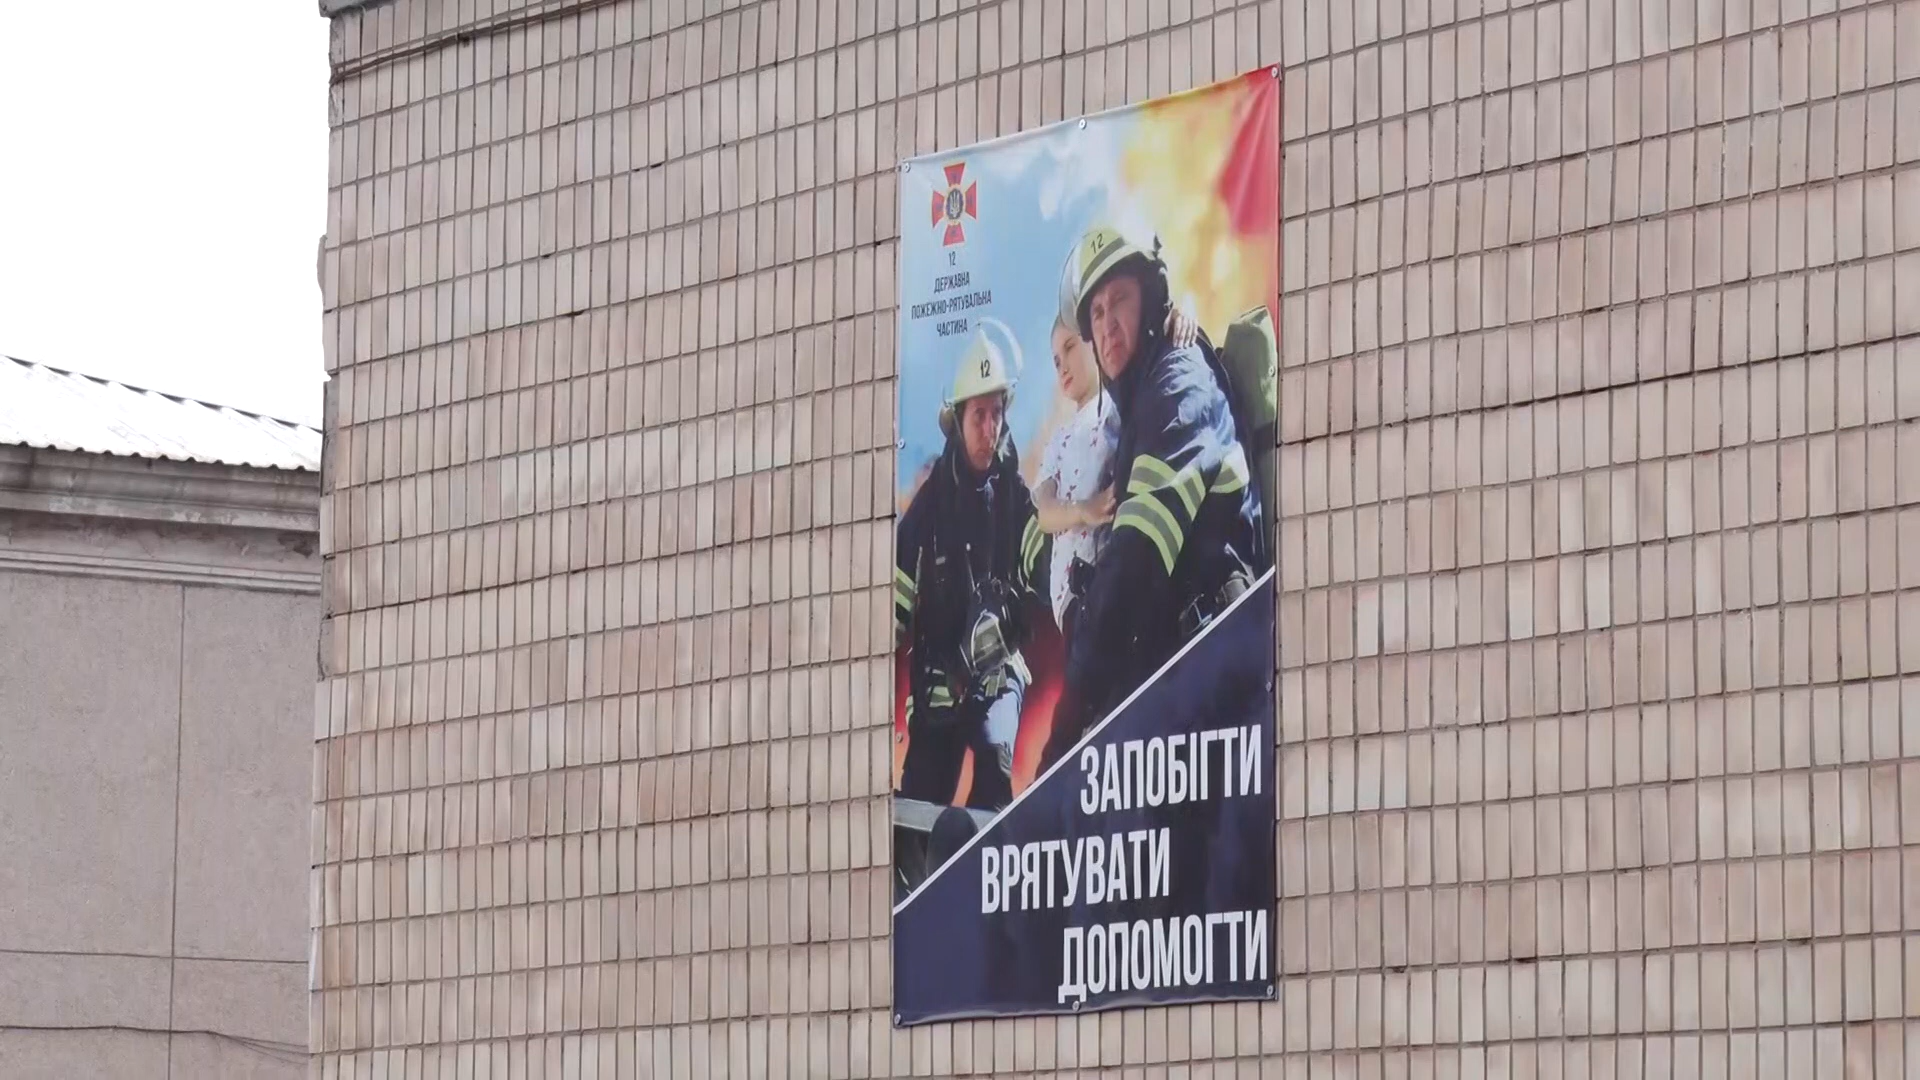 12
ДЕРЖАВНА
ПОЖЕЖНО-РЯТУВАЛЬНА
ЧАСТИНА
12
12
ЗАПОБІГТИ
ВРЯТУВАТИ
ДОПОМОГТИ